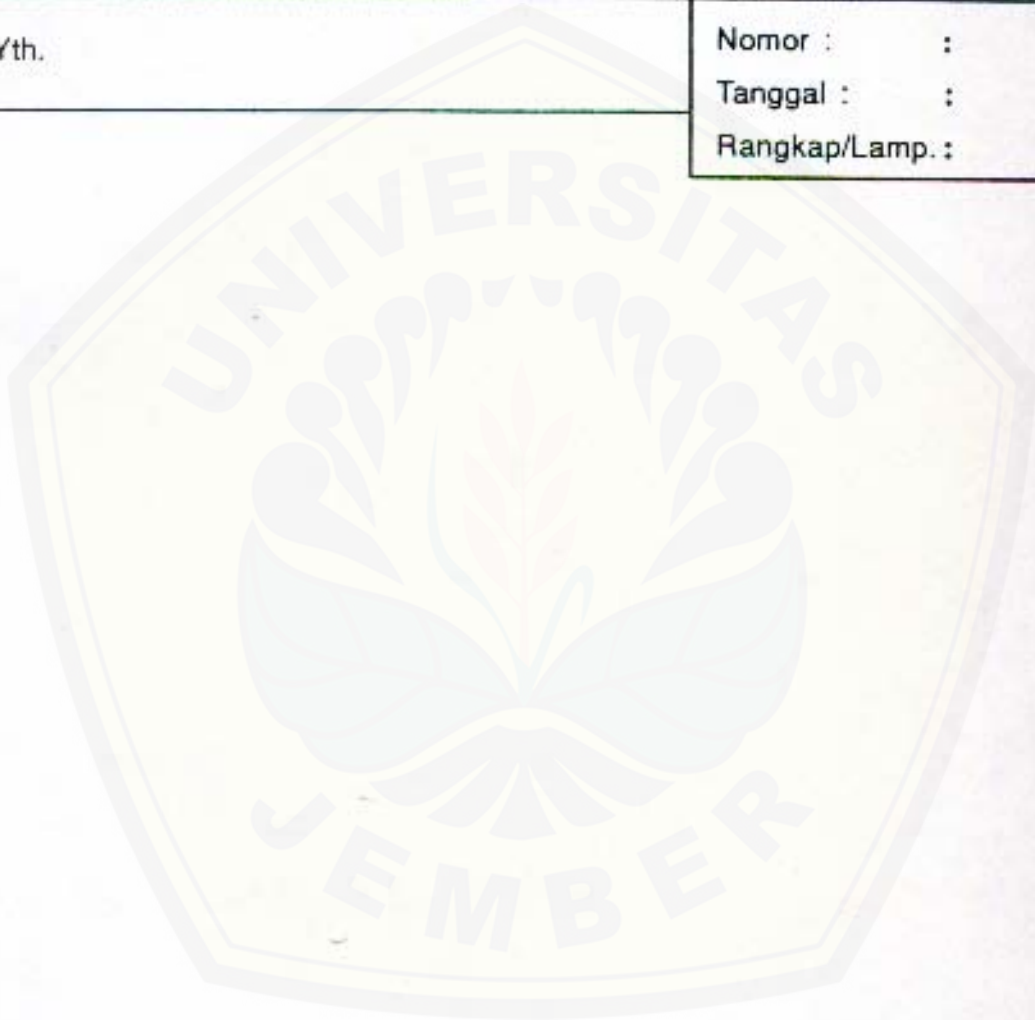 Yth.
Nomor : :
Tanggal : :
Rangkap/Lamp. :
UNIVERSITAS
JEMBER